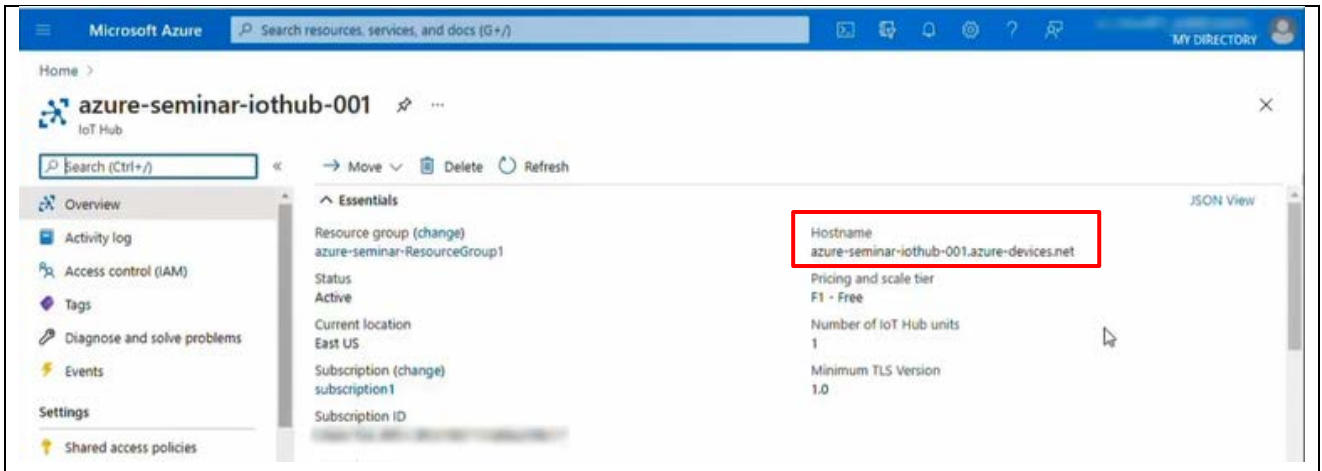 Microsoft Azure
Search resources, services, and docs (G+/)
MY DIRECTORY
Home >
azure-seminar-iothub-001 ...
IoT Hub
Search (Ctrl+/)
«
Move
Delete
Refresh
Overview
Activity log
Access control (IAM)
Tags
Diagnose and solve problems
Events
Settings
Shared access policies
Essentials
JSON View
Resource group (change)
azure-seminar-ResourceGroup1
Status
Active
Current location
East US
Subscription (change)
subscription1
Subscription ID
Hostname
azure-seminar-iothub-001.azure-devices.net
Pricing and scale tier
F1 - Free
Number of IoT Hub units
1
Minimum TLS Version
1.0